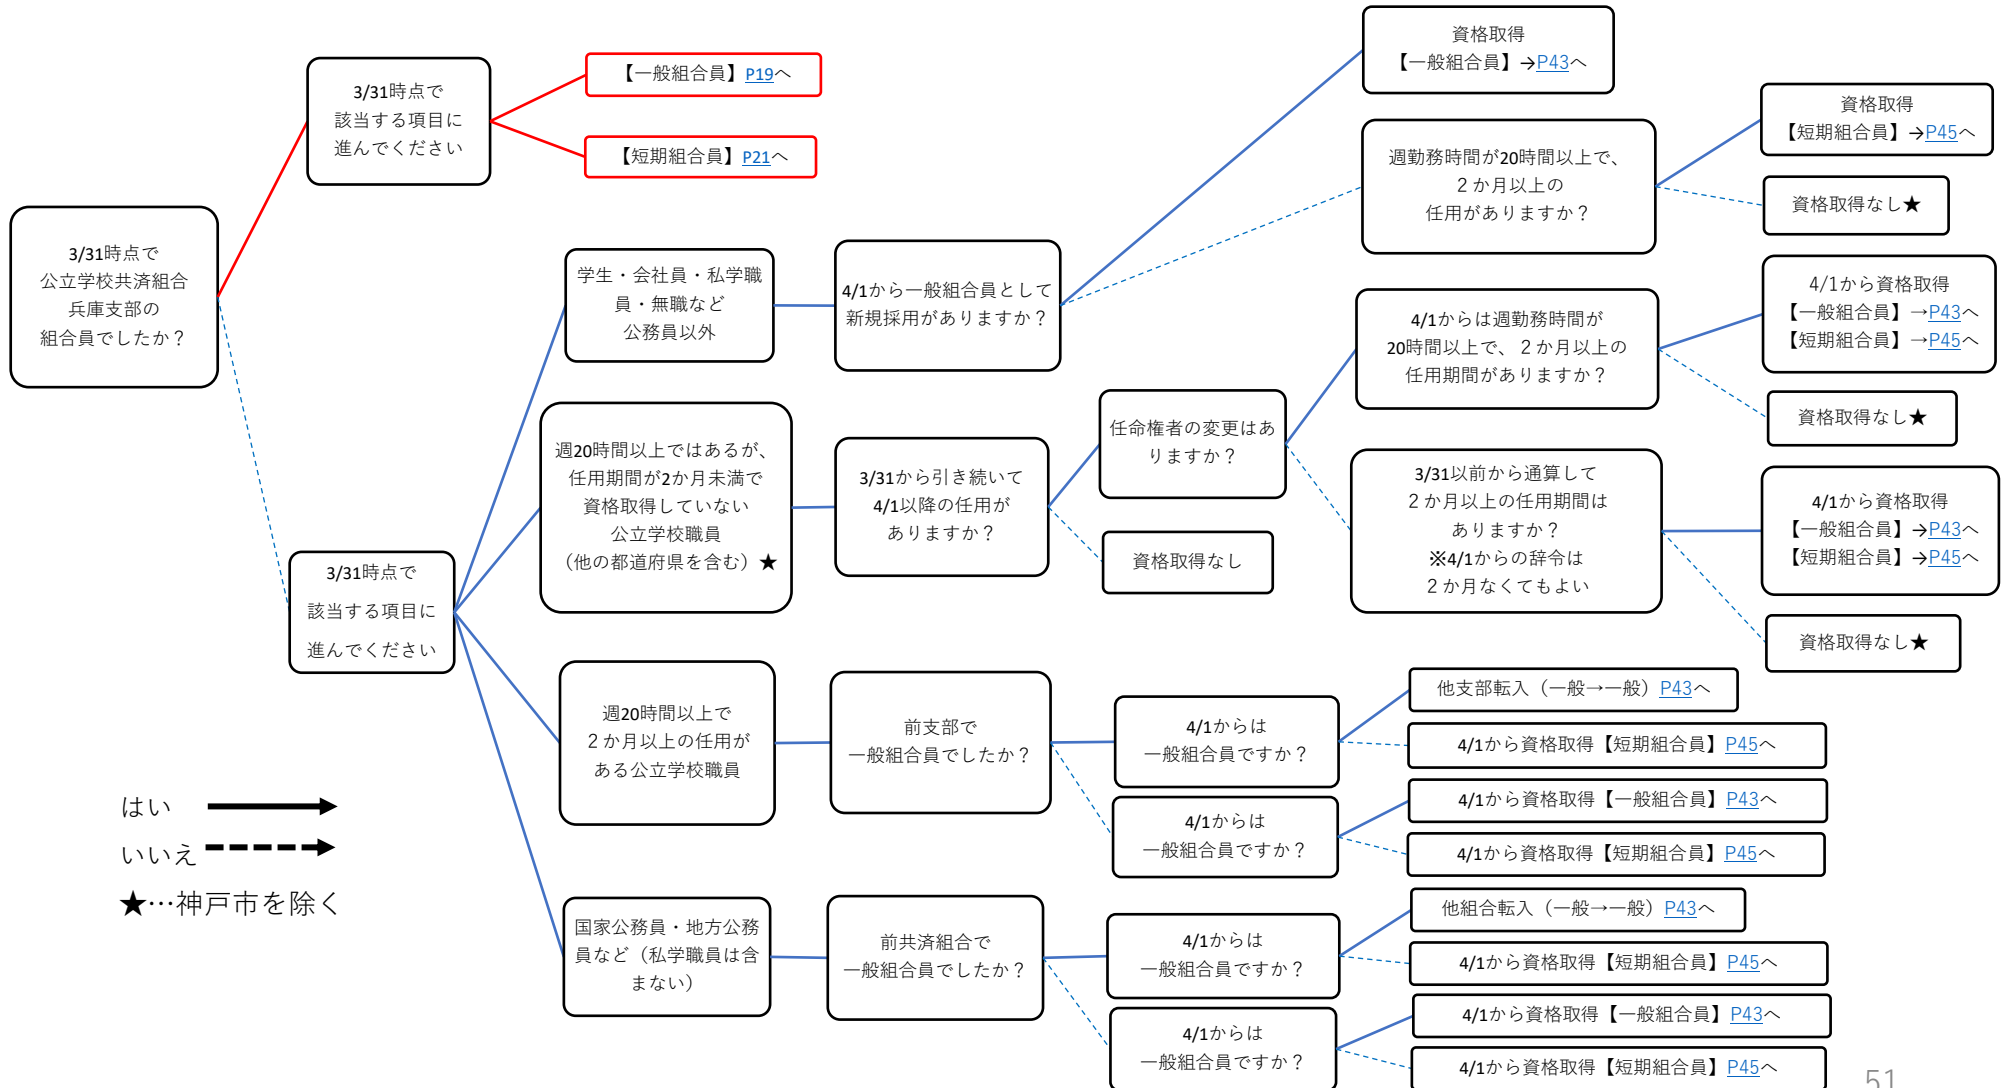 3/31時点で
公立学校共済組合
兵庫支部の
組合員でしたか？
3/31時点で
該当する項目に
進んでください
【一般組合員】P19へ
【短期組合員】P21へ
3/31時点で
該当する項目に
進んでください
学生・会社員・私学職
員・無職など
公務員以外
4/1から一般組合員として
新規採用がありますか？
資格取得
【一般組合員】→P43へ
週勤務時間が20時間以上で、
２か月以上の
任用がありますか？
資格取得
【短期組合員】→P45へ
資格取得なし★
週20時間以上ではあるが、
任用期間が2か月未満で
資格取得していない
公立学校職員
（他の都道府県を含む）★
3/31から引き続いて
4/1以降の任用が
ありますか？
任命権者の変更はあ
りますか？
資格取得なし
4/1からは週勤務時間が
20時間以上で、２か月以上の
任用期間がありますか？
4/1から資格取得
【一般組合員】→P43へ
【短期組合員】→P45へ
資格取得なし★
3/31以前から通算して
２か月以上の任用期間は
ありますか？
※4/1からの辞令は
２か月なくてもよい
4/1から資格取得
【一般組合員】→P43へ
【短期組合員】→P45へ
資格取得なし★
週20時間以上で
２か月以上の任用が
ある公立学校職員
前支部で
一般組合員でしたか？
4/1からは
一般組合員ですか？
他支部転入（一般→一般）P43へ
4/1から資格取得【短期組合員】P45へ
4/1からは
一般組合員ですか？
4/1から資格取得【一般組合員】P43へ
4/1から資格取得【短期組合員】P45へ
国家公務員・地方公務
員など（私学職員は含
まない）
前共済組合で
一般組合員でしたか？
4/1からは
一般組合員ですか？
他組合転入（一般→一般）P43へ
4/1から資格取得【短期組合員】P45へ
4/1からは
一般組合員ですか？
4/1から資格取得【一般組合員】P43へ
4/1から資格取得【短期組合員】P45へ
はい
いいえ
★…神戸市を除く
51